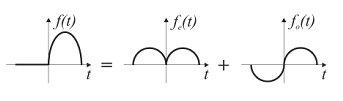 f(t) t = fₑ(t) t + fₒ(t) t